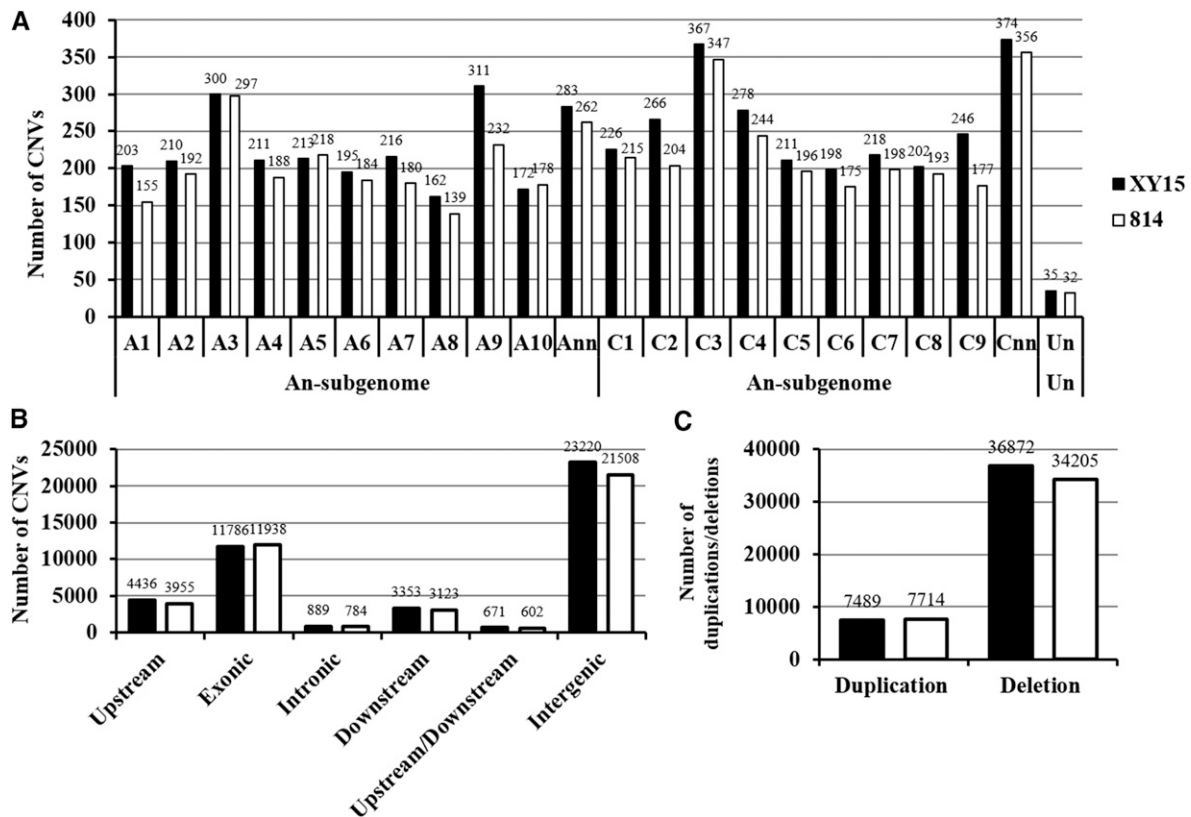 A
Number of CNVs
400
350
300
250
200
150
100
50
0
203 155 210 192 300 297 211 188 213 218 195 184 216 180 162 139 311 232 172 178 283 262 226 215 266 204 367 347 278 244 211 196 198 175 218 198 202 193 246 177 374 356 35 32
A1 A2 A3 A4 A5 A6 A7 A8 A9 A10 Ann C1 C2 C3 C4 C5 C6 C7 C8 C9 Cnn Un
An-subgenome An-subgenome Un
XY15
814
B
Number of CNVs
25000
20000
15000
10000
5000
0
4436 3955 11786 11938 889 784 3353 3123 671 602 23220 21508
Upstream Exonic Intronic Downstream Upstream/Downstream Intergenic
C
Number of
duplications/deletions
40000
30000
20000
10000
0
7489 7714 36872 34205
Duplication Deletion